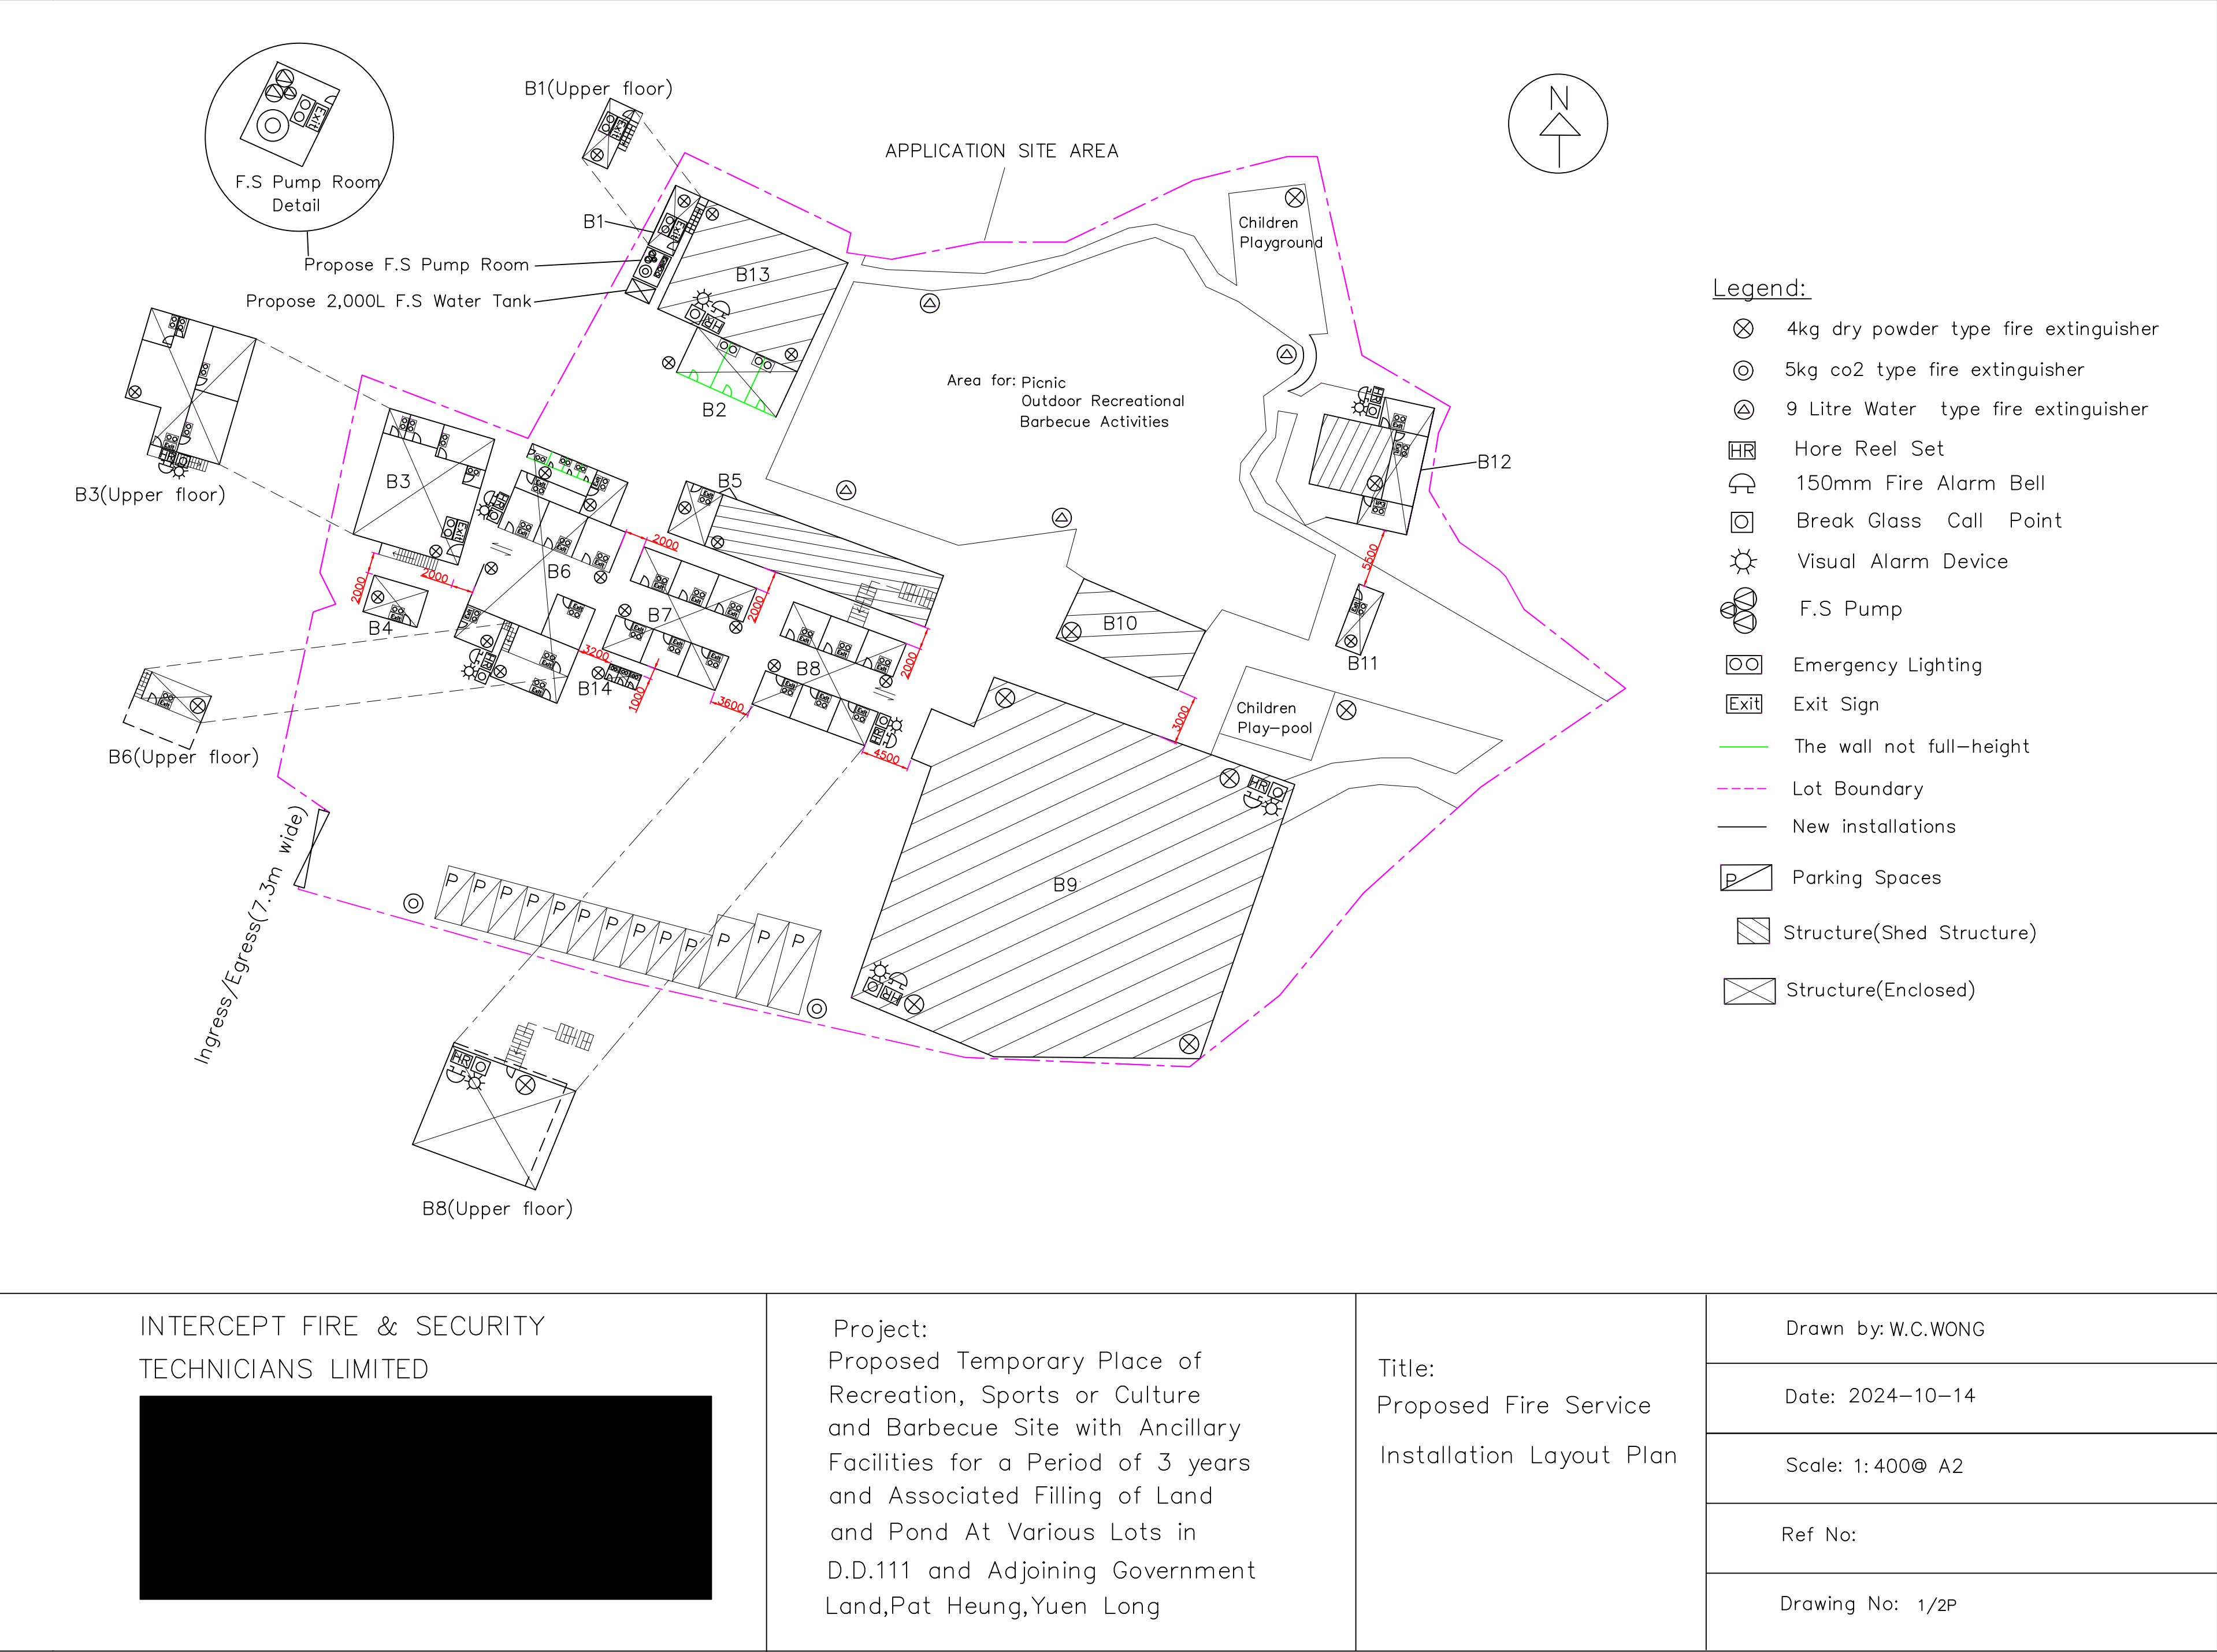 F.S Pump Room
Detail
B1(Upper floor)
APPLICATION SITE AREA
N
B1
Propose F.S Pump Room
Propose 2,000L F.S Water Tank
B13
B2
Children
Playground
Area for: Picnic
Outdoor Recreational
Barbecue Activities
B12
B3(Upper floor)
B3
B5
B6
B7
B4
B8
B14
B10
B11
B6(Upper floor)
Children
Play-pool
B9
2000
2000
2000
2000
2000
3200
1000
3600
4500
3000
5500
Ingress/Egress(7.3m wide)
P P P P P P P P P P P P P
B8(Upper floor)
Exit
HR
Legend:
4kg dry powder type fire extinguisher
5kg co2 type fire extinguisher
9 Litre Water type fire extinguisher
HR Hore Reel Set
150mm Fire Alarm Bell
Break Glass Call Point
Visual Alarm Device
F.S Pump
Emergency Lighting
Exit Exit Sign
The wall not full-height
Lot Boundary
New installations
P Parking Spaces
Structure(Shed Structure)
Structure(Enclosed)
INTERCEPT FIRE & SECURITY
TECHNICIANS LIMITED
Project:
Proposed Temporary Place of
Recreation, Sports or Culture
and Barbecue Site with Ancillary
Facilities for a Period of 3 years
and Associated Filling of Land
and Pond At Various Lots in
D.D.111 and Adjoining Government
Land,Pat Heung,Yuen Long
Title:
Proposed Fire Service
Installation Layout Plan
Drawn by: W.C.WONG
Date: 2024-10-14
Scale: 1:400@ A2
Ref No:
Drawing No: 1/2P